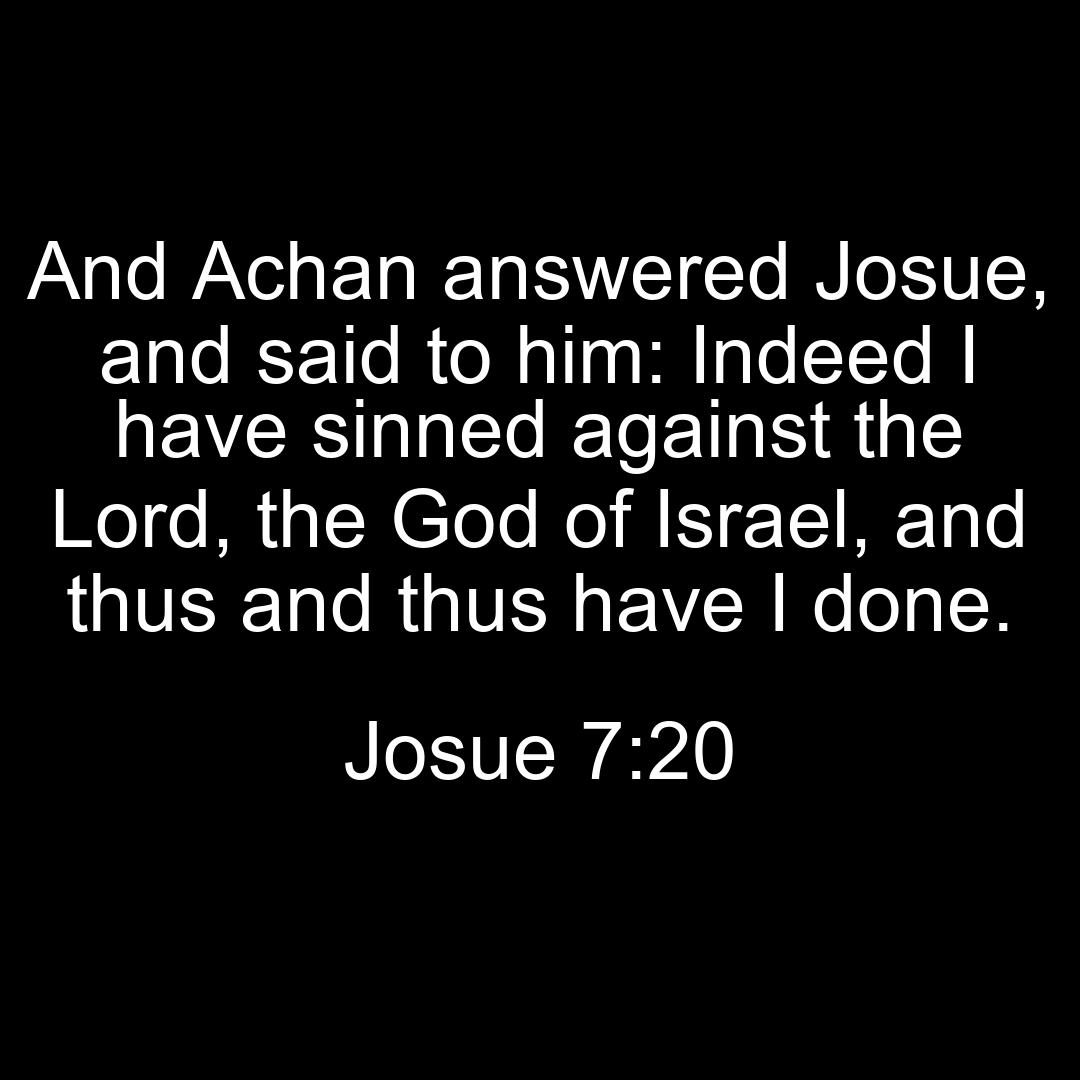 And Achan answered Josue,
and said to him: Indeed I
have sinned against the
Lord, the God of Israel, and
thus and thus have I done.
Josue 7:20